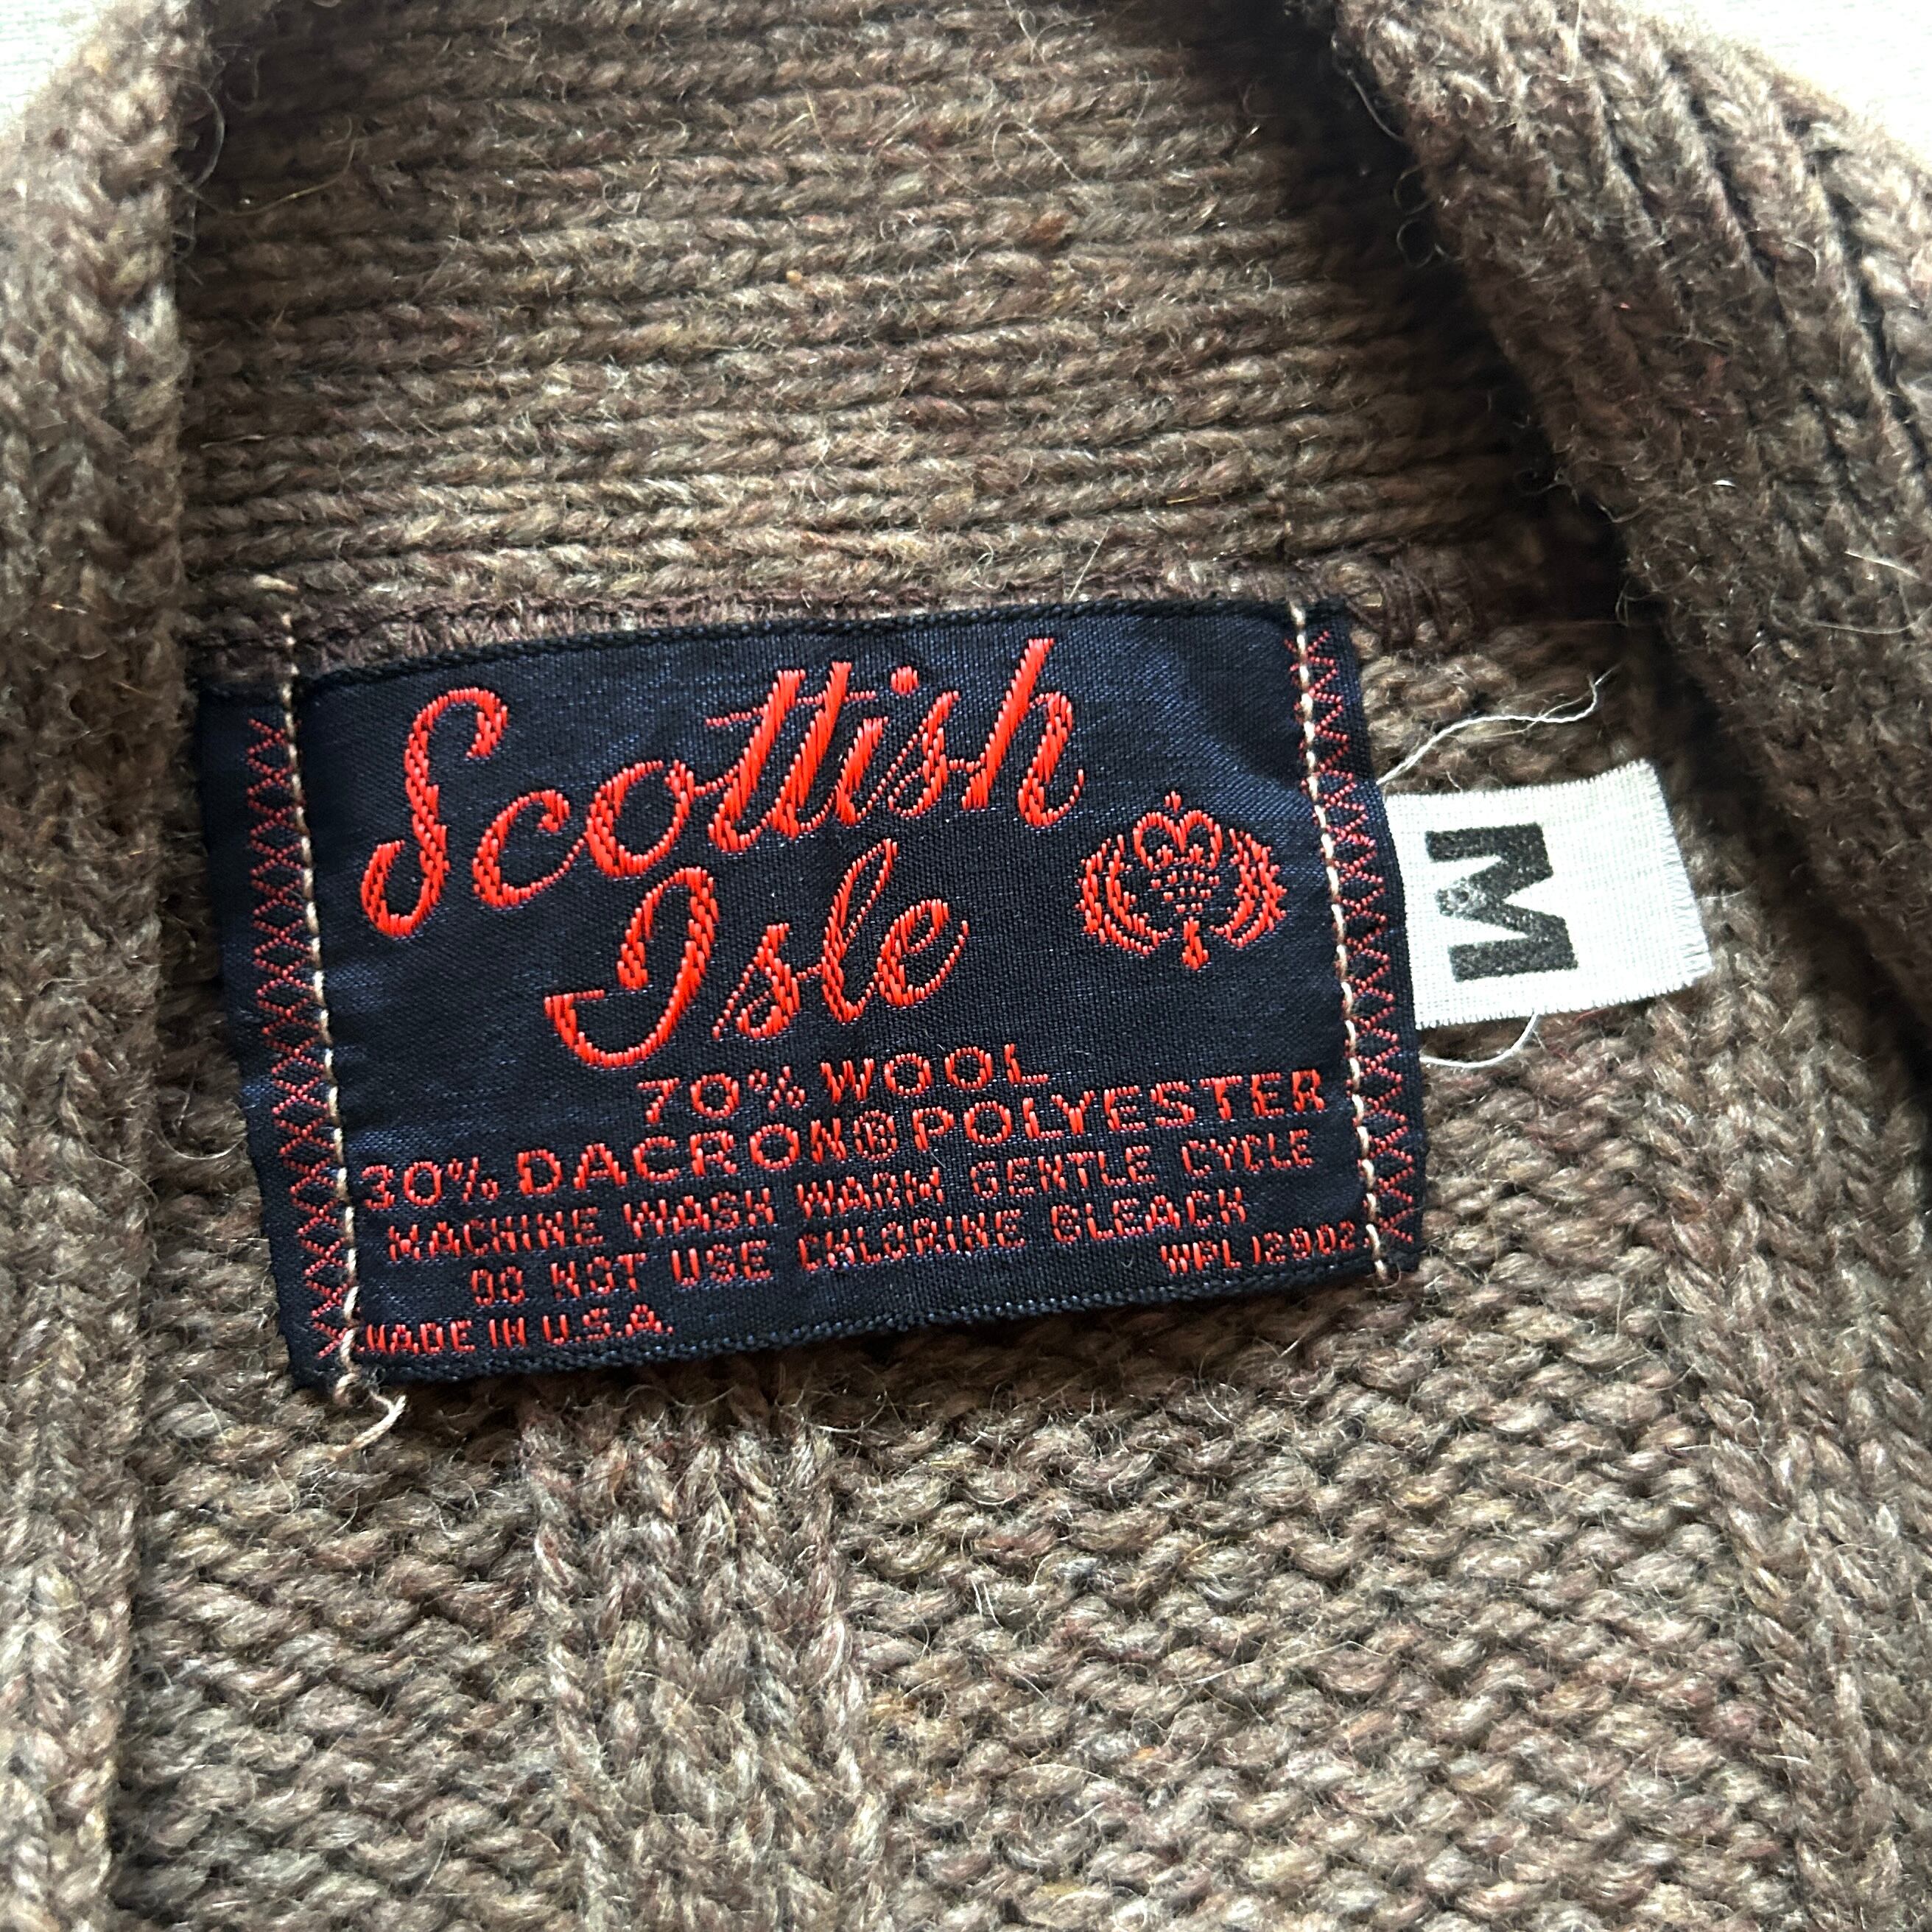 Scottish
Isle
M
70% WOOL
30% DACRON® POLYESTER
MACHINE WASH WARM GENTLE CYCLE
DO NOT USE CHLORINE BLEACH
WPL 12902
MADE IN U.S.A.